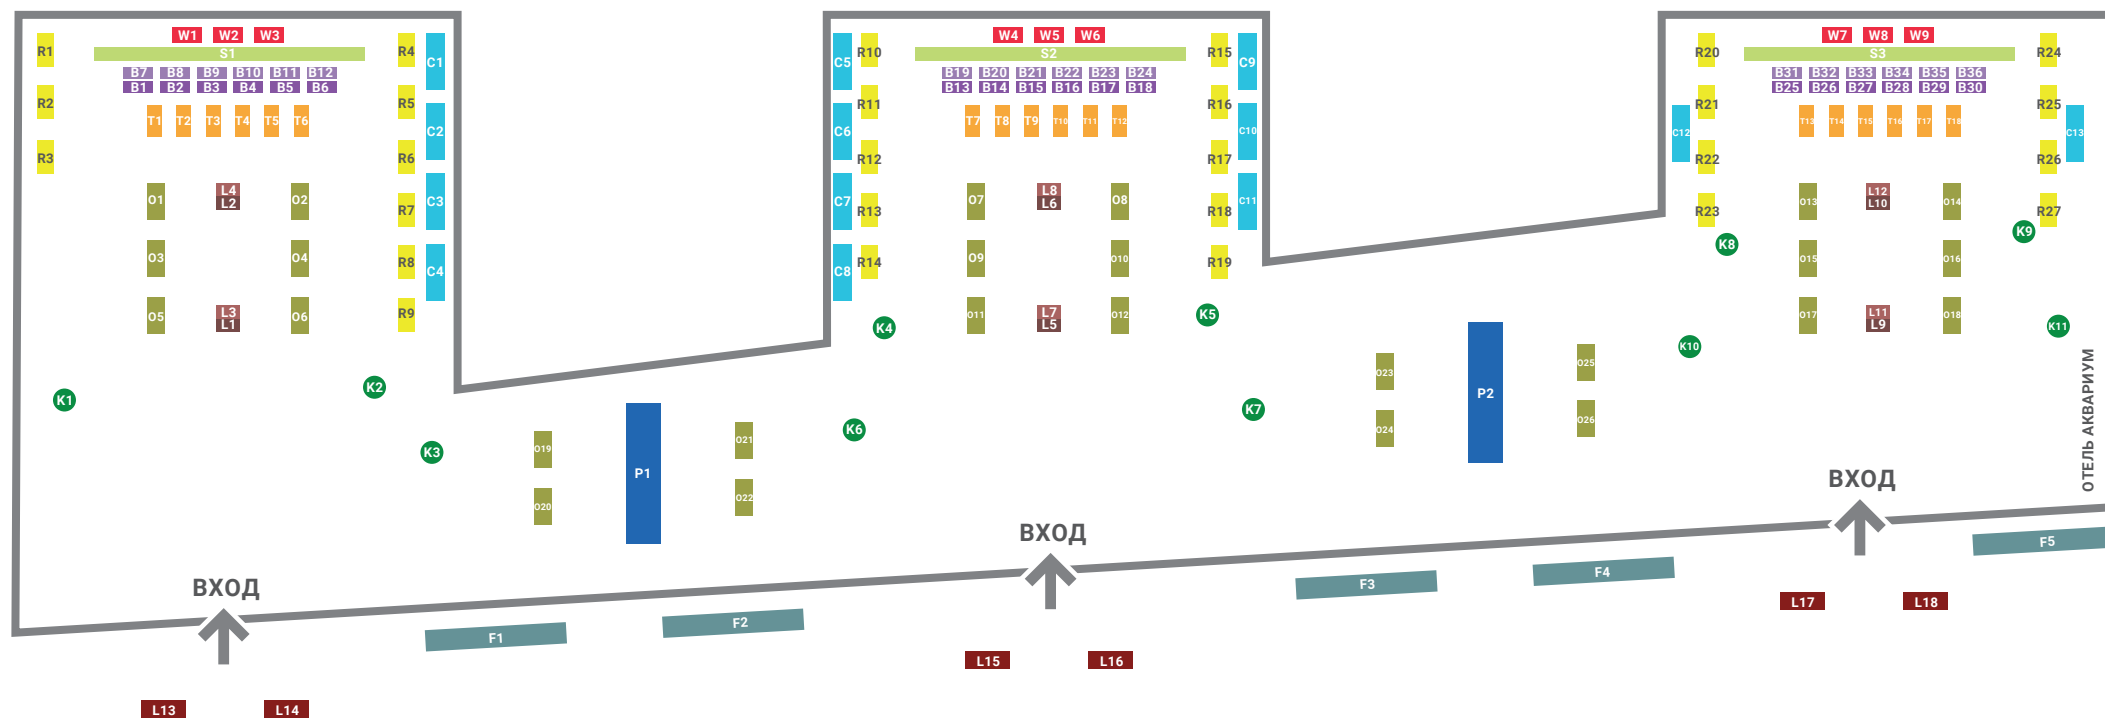 W1 W2 W3
S1
R1 R4 C1
B7 B8 B9 B10 B11 B12
B1 B2 B3 B4 B5 B6
R2 R5
T1 T2 T3 T4 T5 T6 C2
R3 R6
L4
O1 L2 O2 R7 C3
O3 O4 R8 C4
L3
O5 L1 O6 R9
K1 K2
K3
W4 W5 W6
S2
C5 R10 R15 C9
B19 B20 B21 B22 B23 B24
B13 B14 B15 B16 B17 B18
R11 R16
C6 T7 T8 T9 T10 T11 T12 C10
R12 R17
L8
C7 R13 O7 L6 O8 R18 C11
C8 R14 O9 O10 R19
L7
K4 O11 L5 O12 K5
K6 K7
W7 W8 W9
S3
R20 R24
B31 B32 B33 B34 B35 B36
B25 B26 B27 B28 B29 B30
R21 R25
T13 T14 T15 T16 T17 T18
C12 C13
R22 R26
L12
O13 L10 O14
R23 R27
K8 K9
O15 O16
L11
O17 L9 O18
K10 K11
O19 P1 O21
O20 O22
O23 P2 O25
O24 O26
ОТЕЛЬ АКВАРИУМ
ВХОД
ВХОД
ВХОД
F1 F2 F3 F4 F5
L13 L14 L15 L16 L17 L18